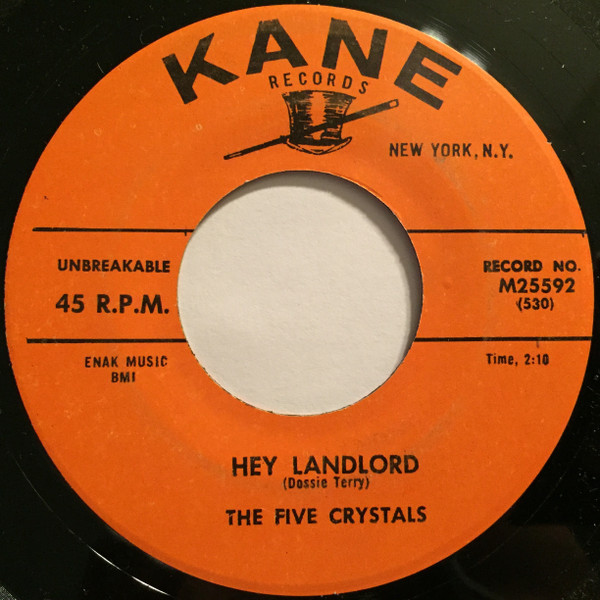 KANE
RECORDS
NEW YORK, N.Y.
UNBREAKABLE
45 R.P.M.
RECORD NO.
M25592
(530)
ENAK MUSIC
BMI
Time, 2:10
HEY LANDLORD
(Dossie Terry)
THE FIVE CRYSTALS